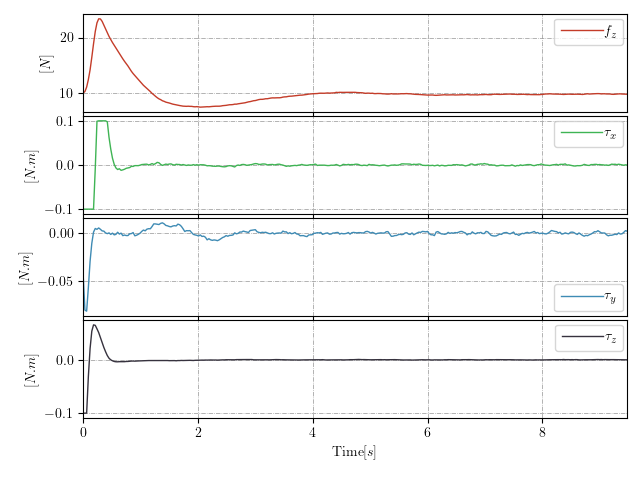 20
10
[N]
f_z
0.1
0.0
−0.1
[N.m]
τ_x
0.00
−0.05
[N.m]
τ_y
0.0
−0.1
[N.m]
τ_z
0 2 4 6 8
Time[s]